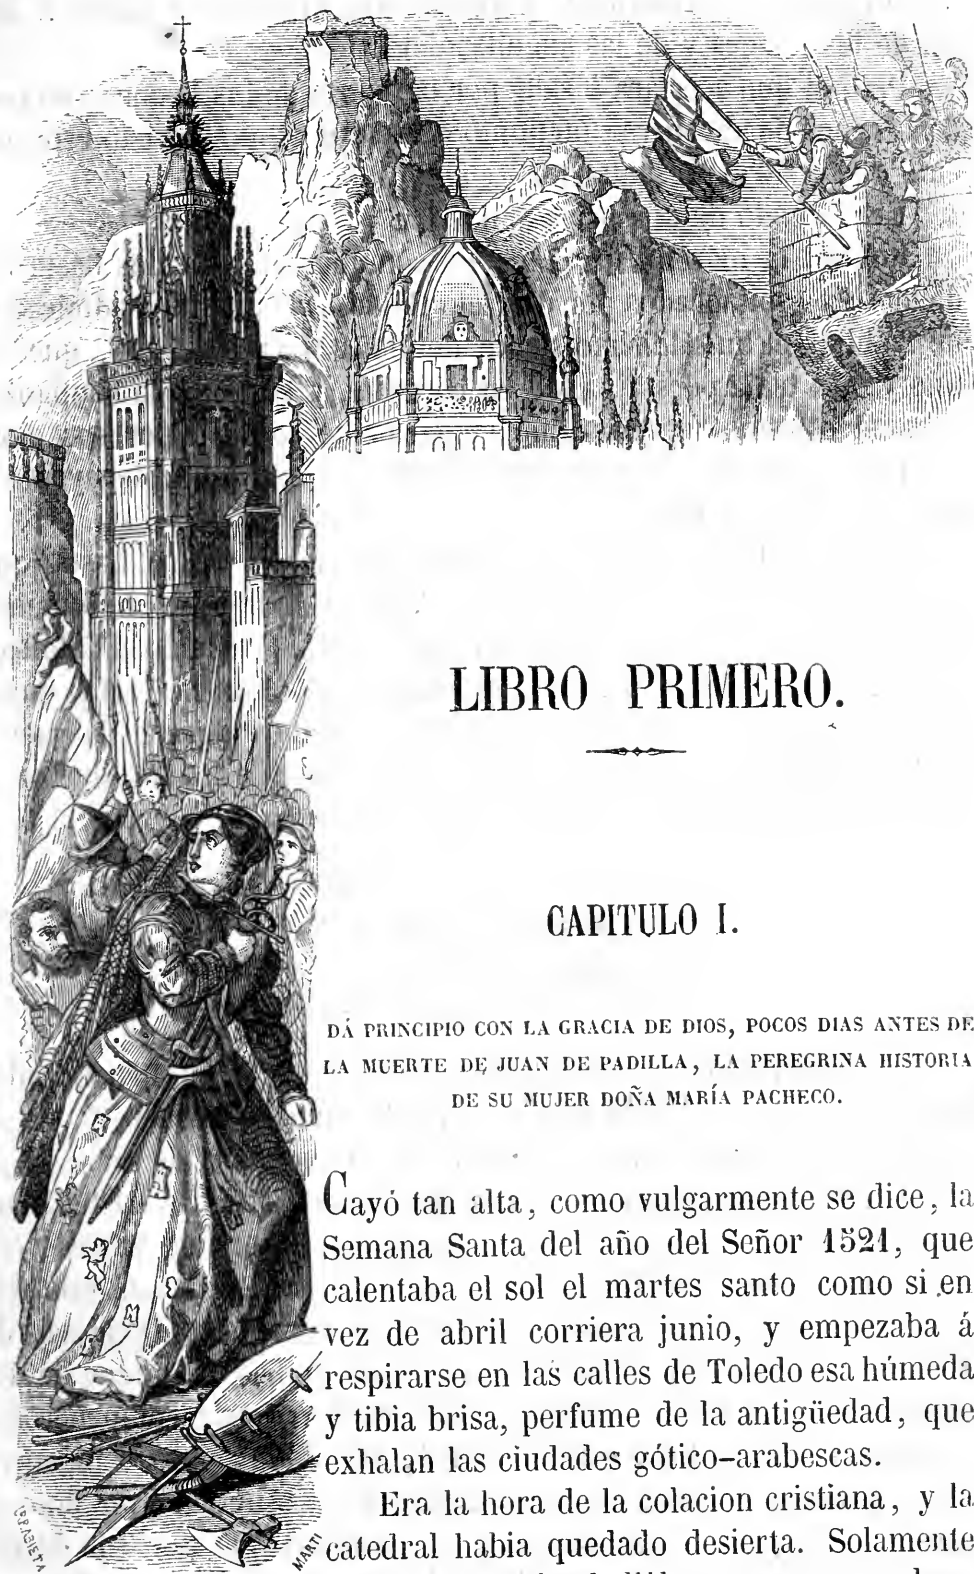 LIBRO PRIMERO.
CAPITULO I.
DÁ PRINCIPIO CON LA GRACIA DE DIOS, POCOS DIAS ANTES DE
LA MUERTE DE JUAN DE PADILLA, LA PEREGRINA HISTORIA
DE SU MUJER DOÑA MARÍA PACHECO.
Cayó tan alta, como vulgarmente se dice, la
Semana Santa del año del Señor 1521, que
calentaba el sol el martes santo como si en
vez de abril corriera junio, y empezaba á
respirarse en las calles de Toledo esa húmeda
y tibia brisa, perfume de la antigüedad, que
exhalan las ciudades gótico-arabescas.
Era la hora de la colacion cristiana, y la
catedral habia quedado desierta. Solamente
URRABIETA
MARTI